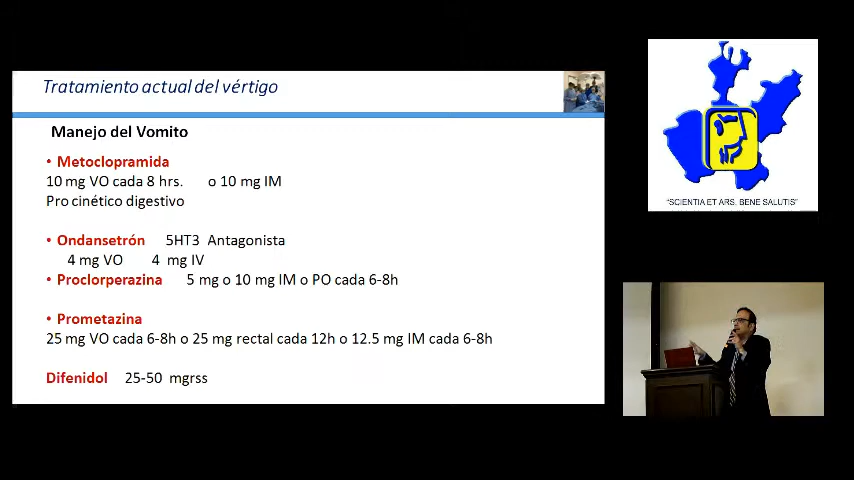 Tratamiento actual del vértigo
Manejo del Vomito
• Metoclopramida
10 mg VO cada 8 hrs. o 10 mg IM
Pro cinético digestivo
• Ondansetrón 5HT3 Antagonista
4 mg VO 4 mg IV
• Proclorperazina 5 mg o 10 mg IM o PO cada 6-8h
• Prometazina
25 mg VO cada 6-8h o 25 mg rectal cada 12h o 12.5 mg IM cada 6-8h
Difenidol 25-50 mgrss
"SCIENTIA ET ARS, BENE SALUTIS"